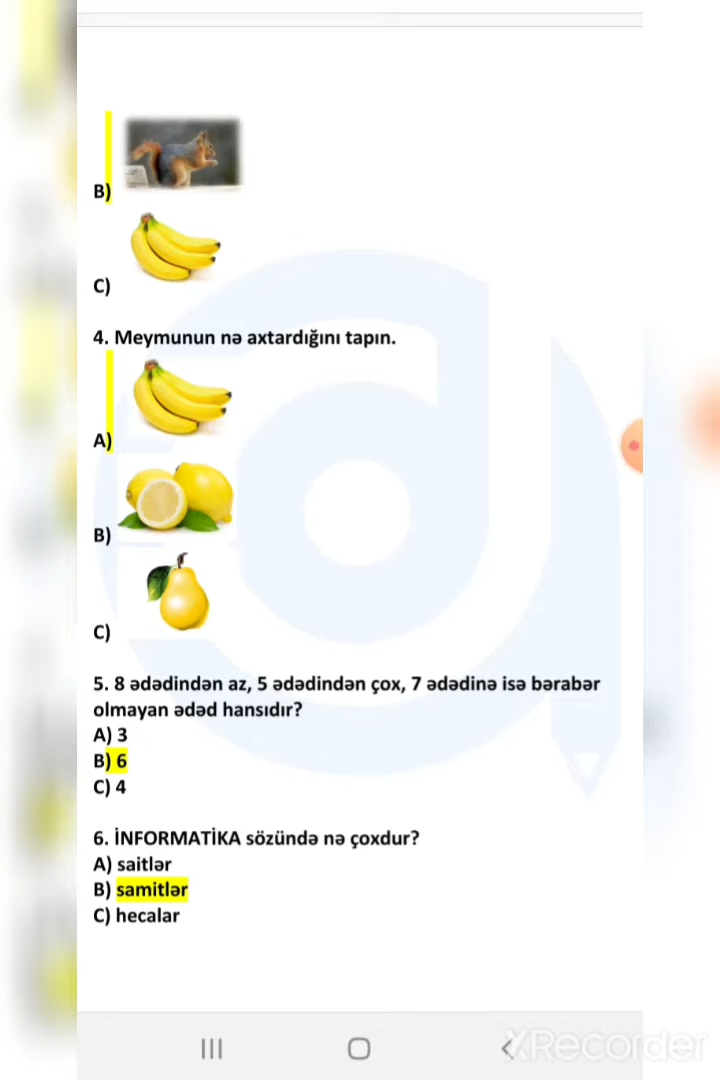 B)
C)
4. Meymunun nə axtardığını tapın.
A)
B)
C)
5. 8 ədədindən az, 5 ədədindən çox, 7 ədədinə isə bərabər
olmayan ədəd hansıdır?
A) 3
B) 6
C) 4
6. İNFORMATİKA sözündə nə çoxdur?
A) saitlər
B) samitlər
C) hecalar
XRecorder